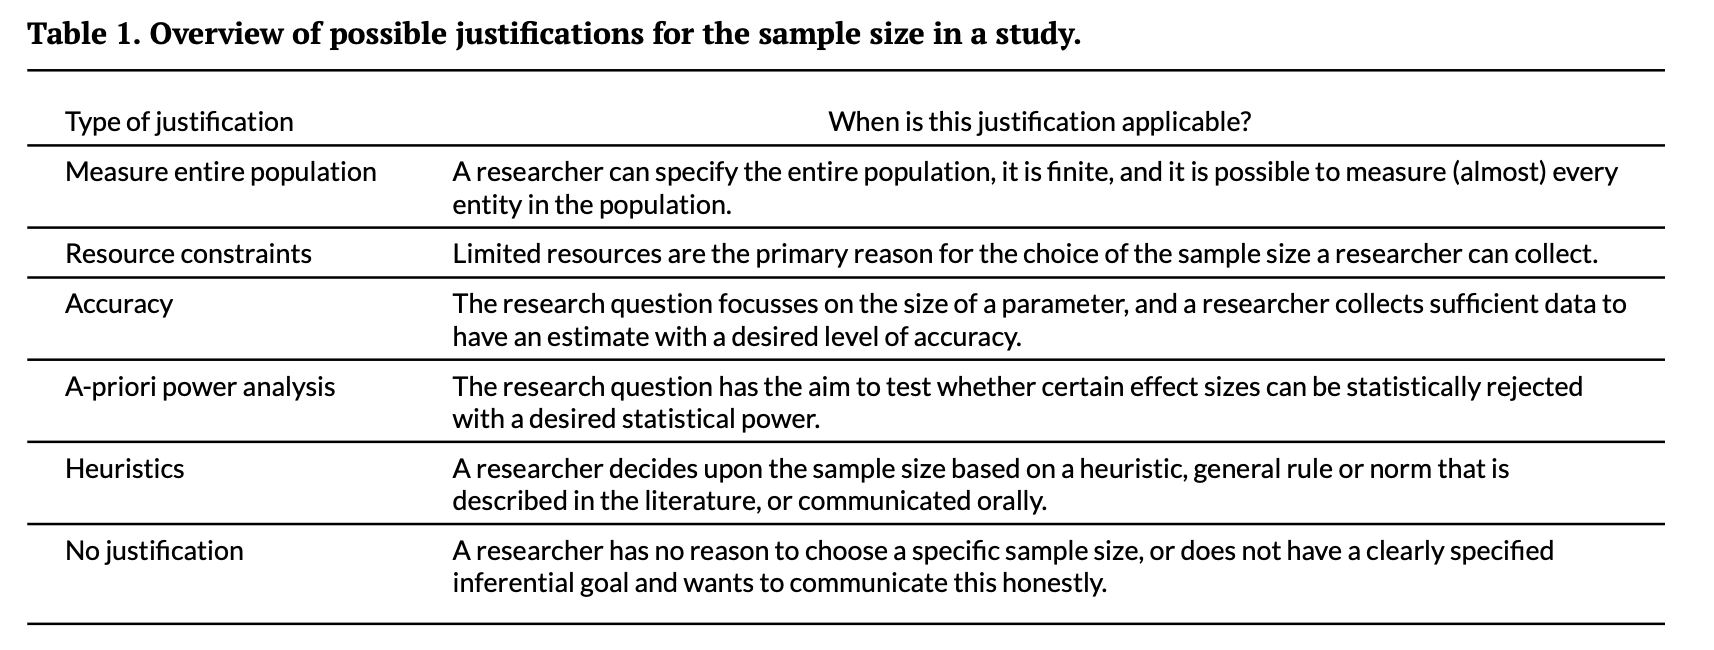 Table 1. Overview of possible justifications for the sample size in a study.
Type of justification When is this justification applicable?
Measure entire population A researcher can specify the entire population, it is finite, and it is possible to measure (almost) every
entity in the population.
Resource constraints Limited resources are the primary reason for the choice of the sample size a researcher can collect.
Accuracy The research question focusses on the size of a parameter, and a researcher collects sufficient data to
have an estimate with a desired level of accuracy.
A-priori power analysis The research question has the aim to test whether certain effect sizes can be statistically rejected
with a desired statistical power.
Heuristics A researcher decides upon the sample size based on a heuristic, general rule or norm that is
described in the literature, or communicated orally.
No justification A researcher has no reason to choose a specific sample size, or does not have a clearly specified
inferential goal and wants to communicate this honestly.